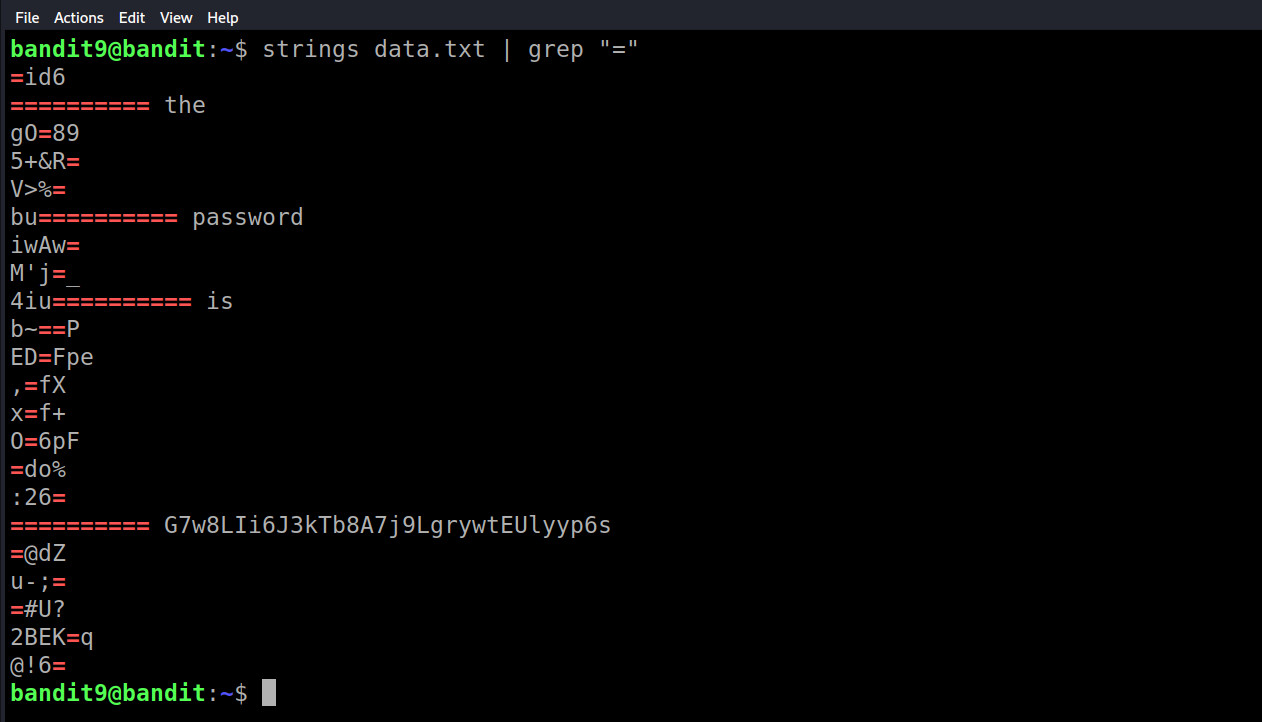 File Actions Edit View Help
bandit9@bandit:~$ strings data.txt | grep "="
=id6
========== the
gO=89
5+&R=
V>%=
bu========== password
iwAw=
M'j=_
4iu========== is
b~==P
ED=Fpe
,=fX
x=f+
O=6pF
=do%
:26=
========== G7w8LIi6J3kTb8A7j9LgrywtEUlyyp6s
=@dZ
u-;=
=#U?
2BEK=q
@!6=
bandit9@bandit:~$